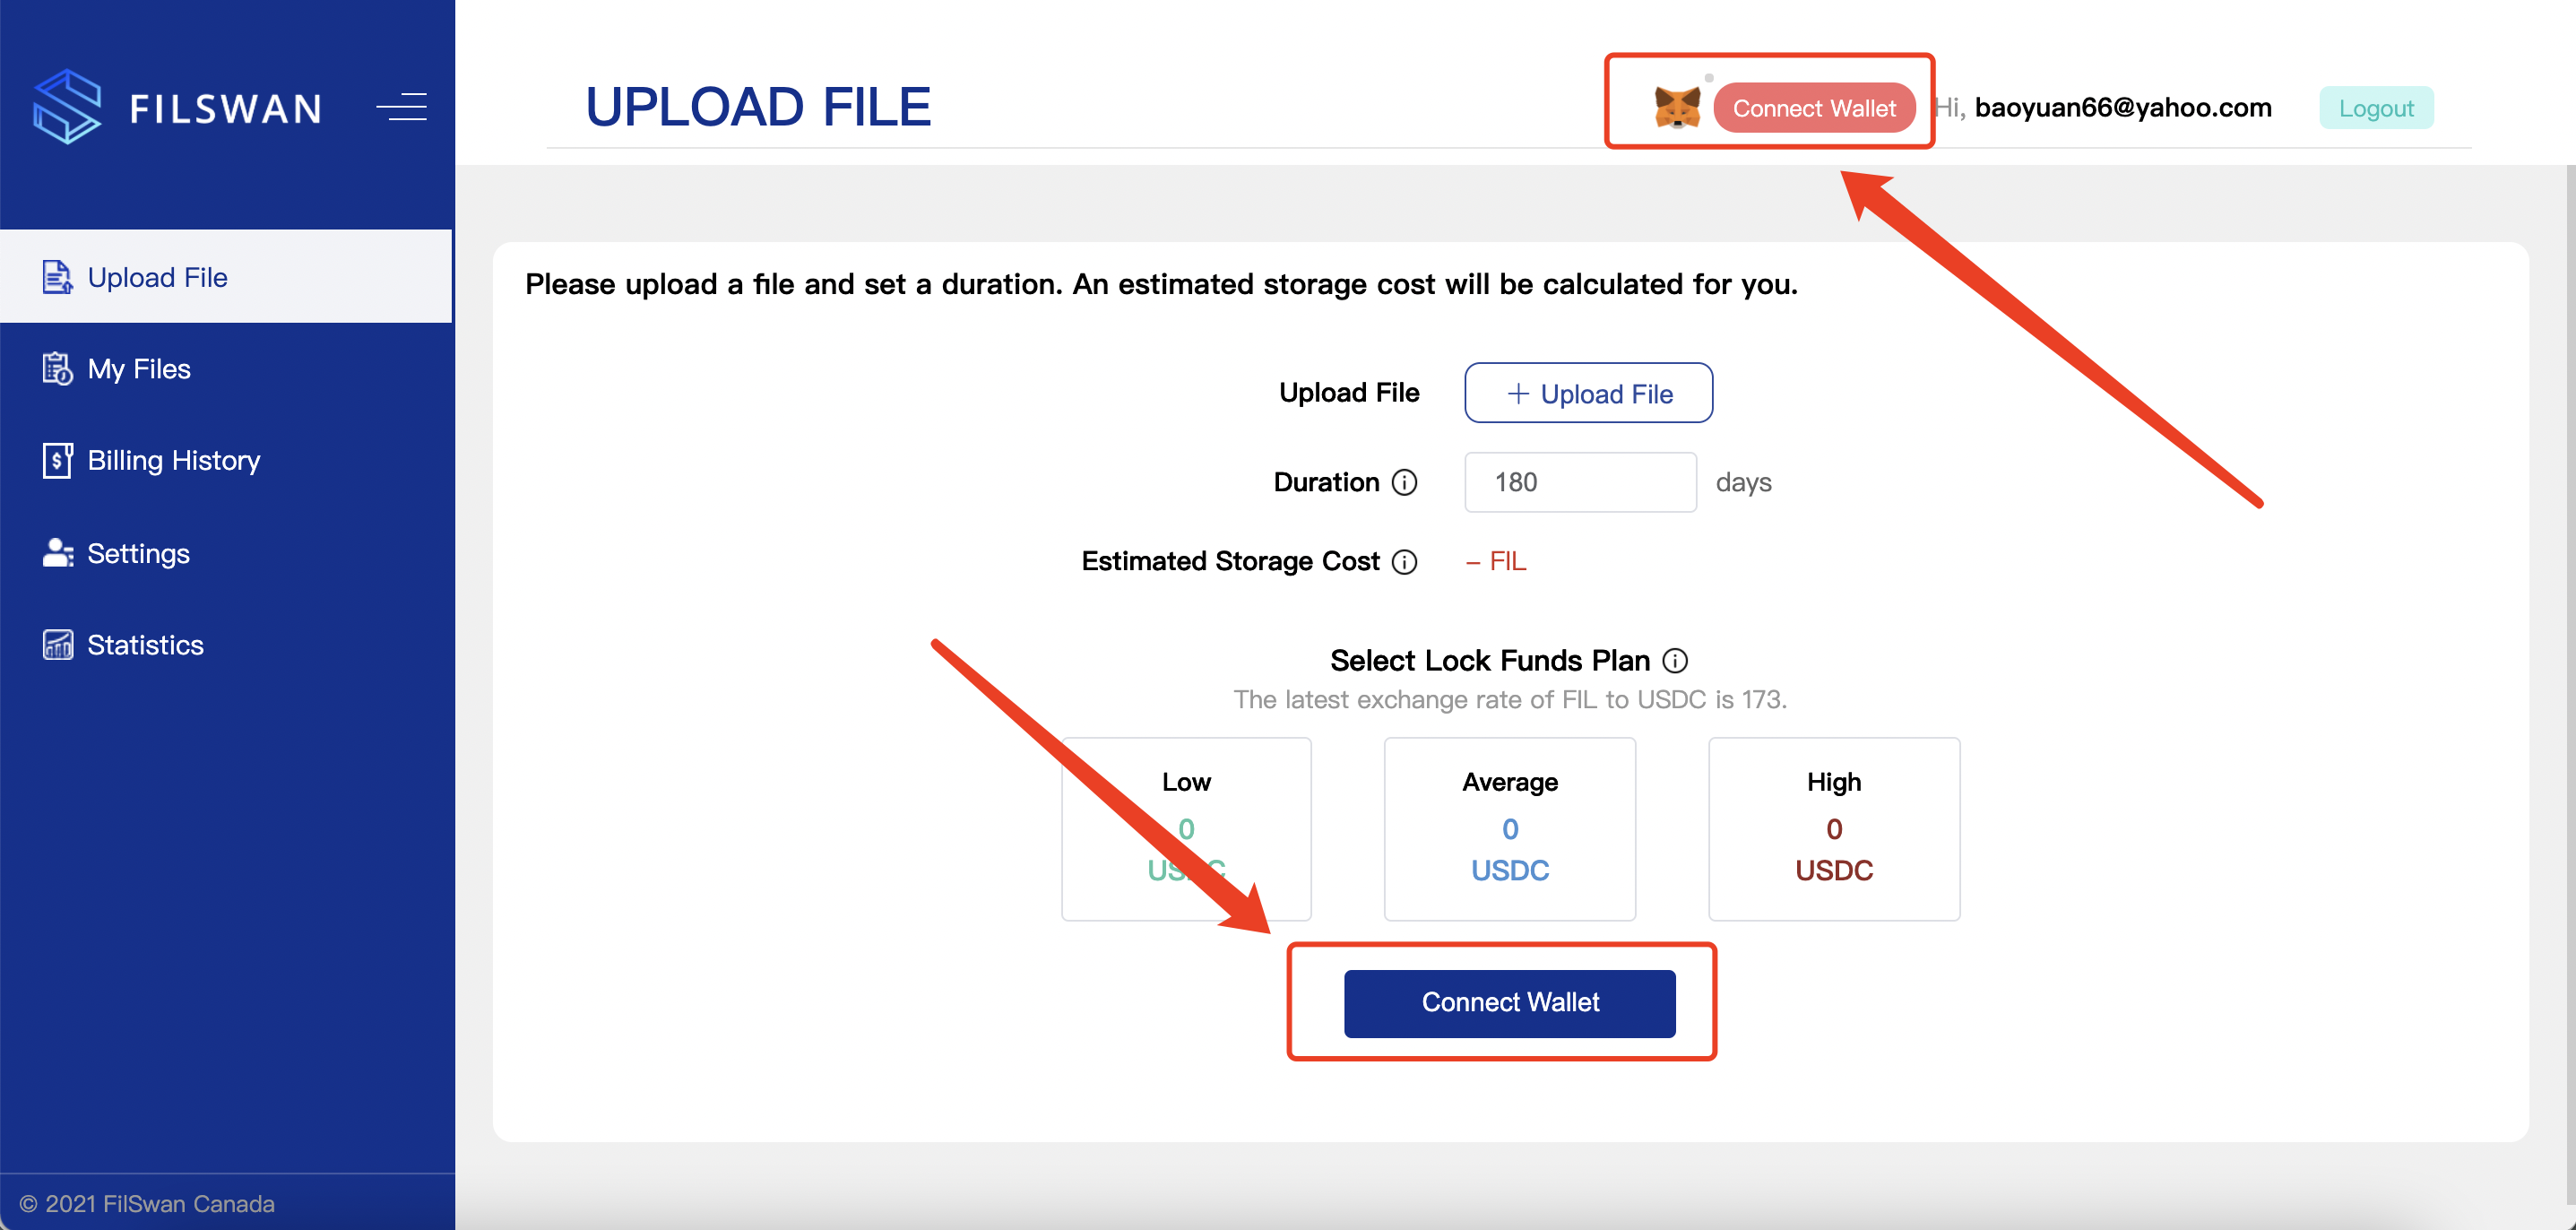 FILSWAN
UPLOAD FILE
Connect Wallet
Hi, baoyuan66@yahoo.com
Logout
Upload File
My Files
Billing History
Settings
Statistics
Please upload a file and set a duration. An estimated storage cost will be calculated for you.
Upload File + Upload File
Duration 180 days
Estimated Storage Cost – FIL
Select Lock Funds Plan
The latest exchange rate of FIL to USDC is 173.
Low
0
USDC
Average
0
USDC
High
0
USDC
Connect Wallet
© 2021 FilSwan Canada